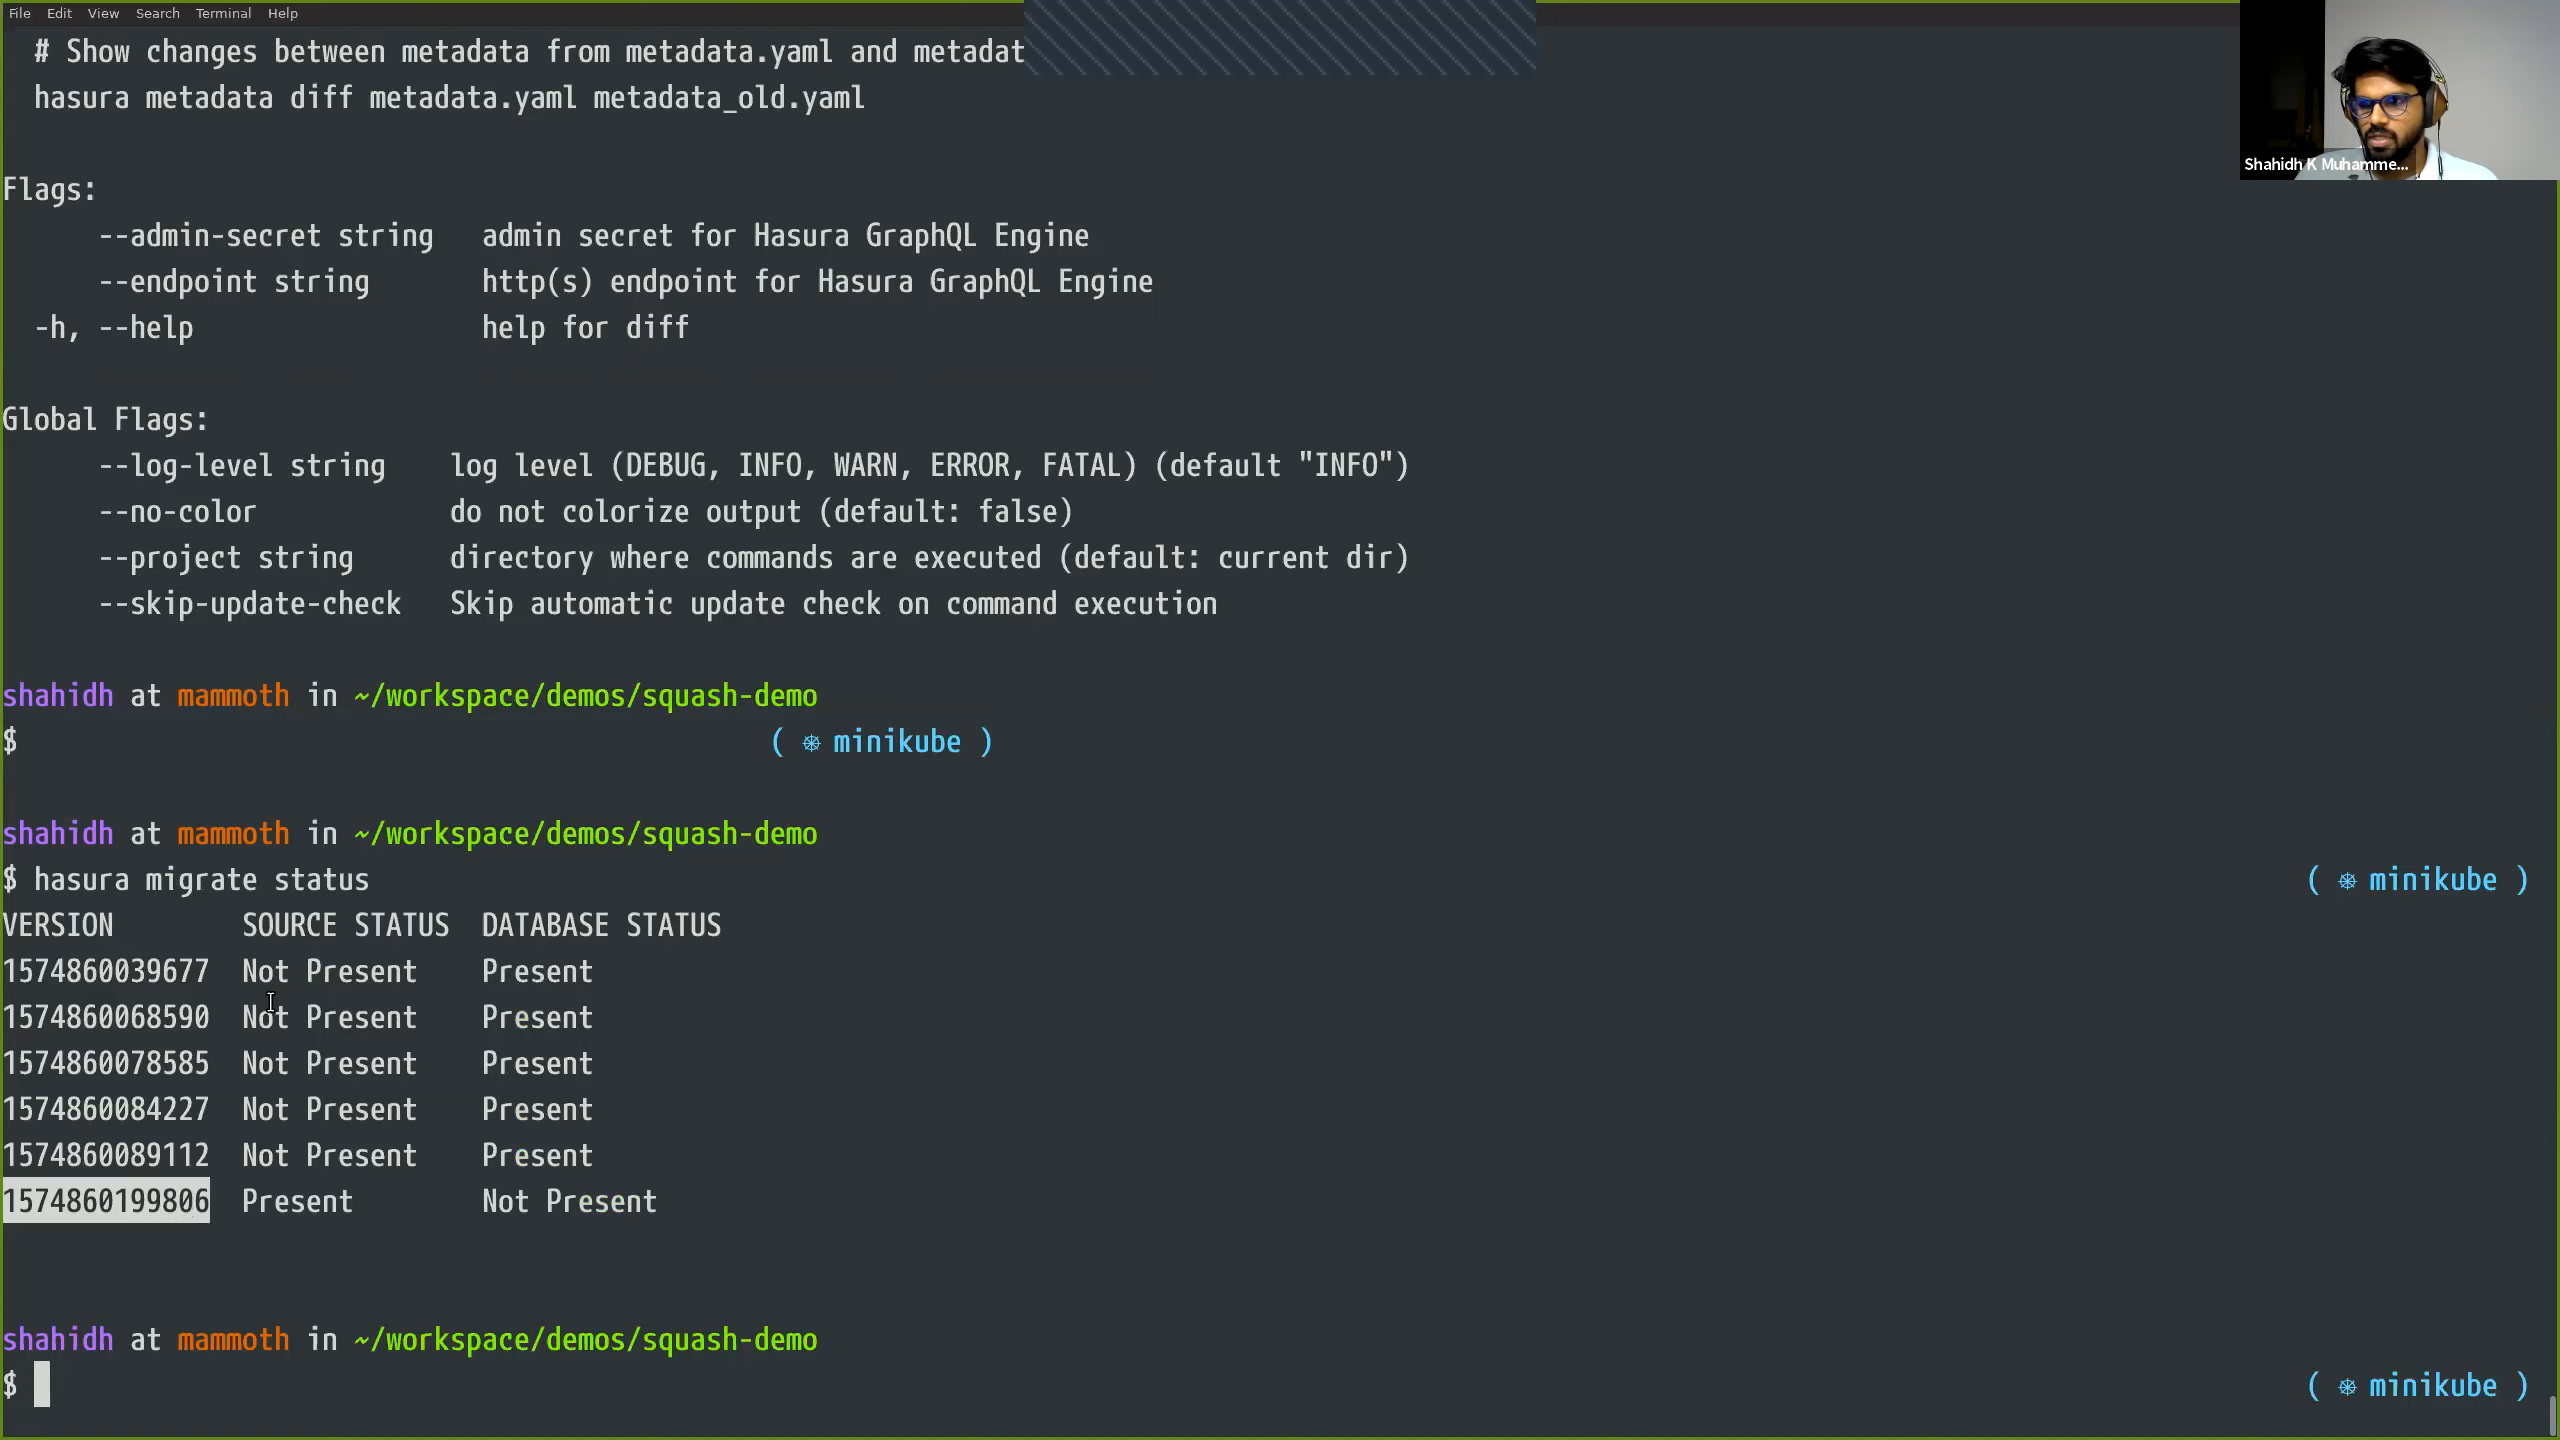 File Edit View Search Terminal Help
# Show changes between metadata from metadata.yaml and metadat
hasura metadata diff metadata.yaml metadata_old.yaml
Flags:
--admin-secret string admin secret for Hasura GraphQL Engine
--endpoint string http(s) endpoint for Hasura GraphQL Engine
-h, --help help for diff
Global Flags:
--log-level string log level (DEBUG, INFO, WARN, ERROR, FATAL) (default "INFO")
--no-color do not colorize output (default: false)
--project string directory where commands are executed (default: current dir)
--skip-update-check Skip automatic update check on command execution
shahidh at mammoth in ~/workspace/demos/squash-demo
$ ( ⎈ minikube )
shahidh at mammoth in ~/workspace/demos/squash-demo
$ hasura migrate status ( ⎈ minikube )
VERSION SOURCE STATUS DATABASE STATUS
1574860039677 Not Present Present
1574860068590 Not Present Present
1574860078585 Not Present Present
1574860084227 Not Present Present
1574860089112 Not Present Present
1574860199806 Present Not Present
shahidh at mammoth in ~/workspace/demos/squash-demo
$ ( ⎈ minikube )
Shahidh K Muhamme...